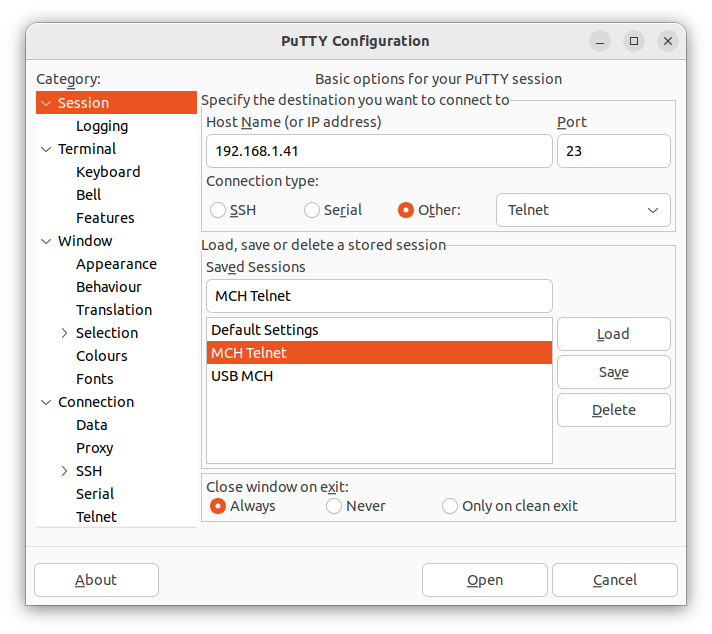 PuTTY Configuration
Category:
Session
Logging
Terminal
Keyboard
Bell
Features
Window
Appearance
Behaviour
Translation
Selection
Colours
Fonts
Connection
Data
Proxy
SSH
Serial
Telnet
Basic options for your PuTTY session
Specify the destination you want to connect to
Host Name (or IP address) Port
192.168.1.41 23
Connection type:
SSH Serial Other: Telnet
Load, save or delete a stored session
Saved Sessions
MCH Telnet
Default Settings
MCH Telnet
USB MCH
Load
Save
Delete
Close window on exit:
Always Never Only on clean exit
About Open Cancel